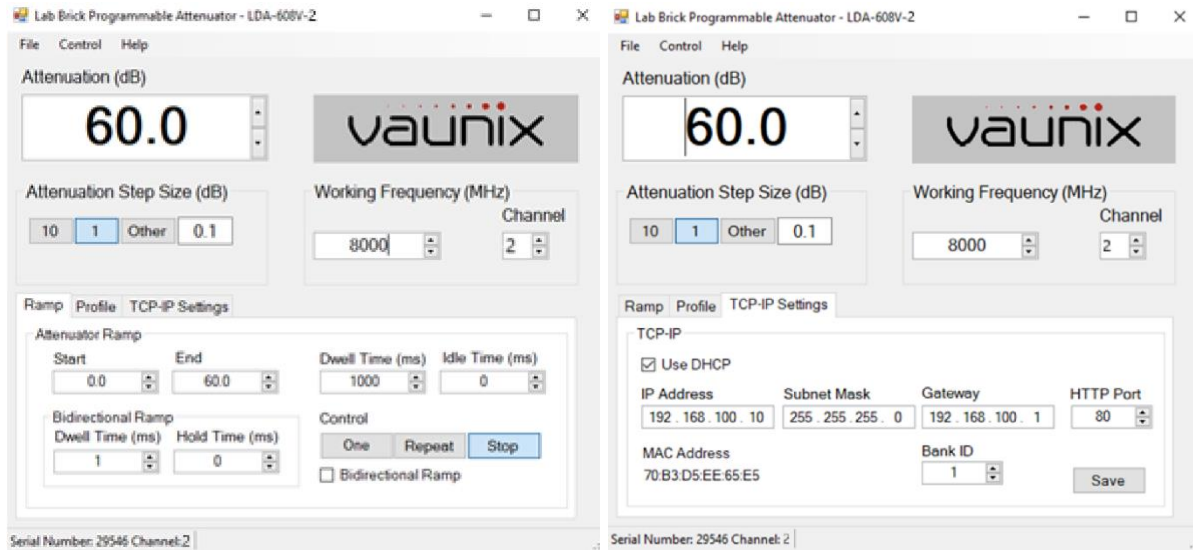 Lab Brick Programmable Attenuator - LDA-608V-2
File Control Help
Attenuation (dB)
60.0
vaunix
Attenuation Step Size (dB)
10 1 Other 0.1
Working Frequency (MHz)
Channel
8000 2
Ramp Profile TCP-IP Settings
Attenuator Ramp
Start End Dwell Time (ms) Idle Time (ms)
0.0 60.0 1000 0
Bidirectional Ramp
Dwell Time (ms) Hold Time (ms)
1 0
Control
One Repeat Stop
Bidirectional Ramp
Serial Number: 29546 Channel:2
Lab Brick Programmable Attenuator - LDA-608V-2
File Control Help
Attenuation (dB)
60.0
vaunix
Attenuation Step Size (dB)
10 1 Other 0.1
Working Frequency (MHz)
Channel
8000 2
Ramp Profile TCP-IP Settings
TCP-IP
Use DHCP
IP Address Subnet Mask Gateway HTTP Port
192 . 168 . 100 . 10 255 . 255 . 255 . 0 192 . 168 . 100 . 1 80
MAC Address Bank ID
70:B3:D5:EE:65:E5 1
Save
Serial Number: 29546 Channel: 2